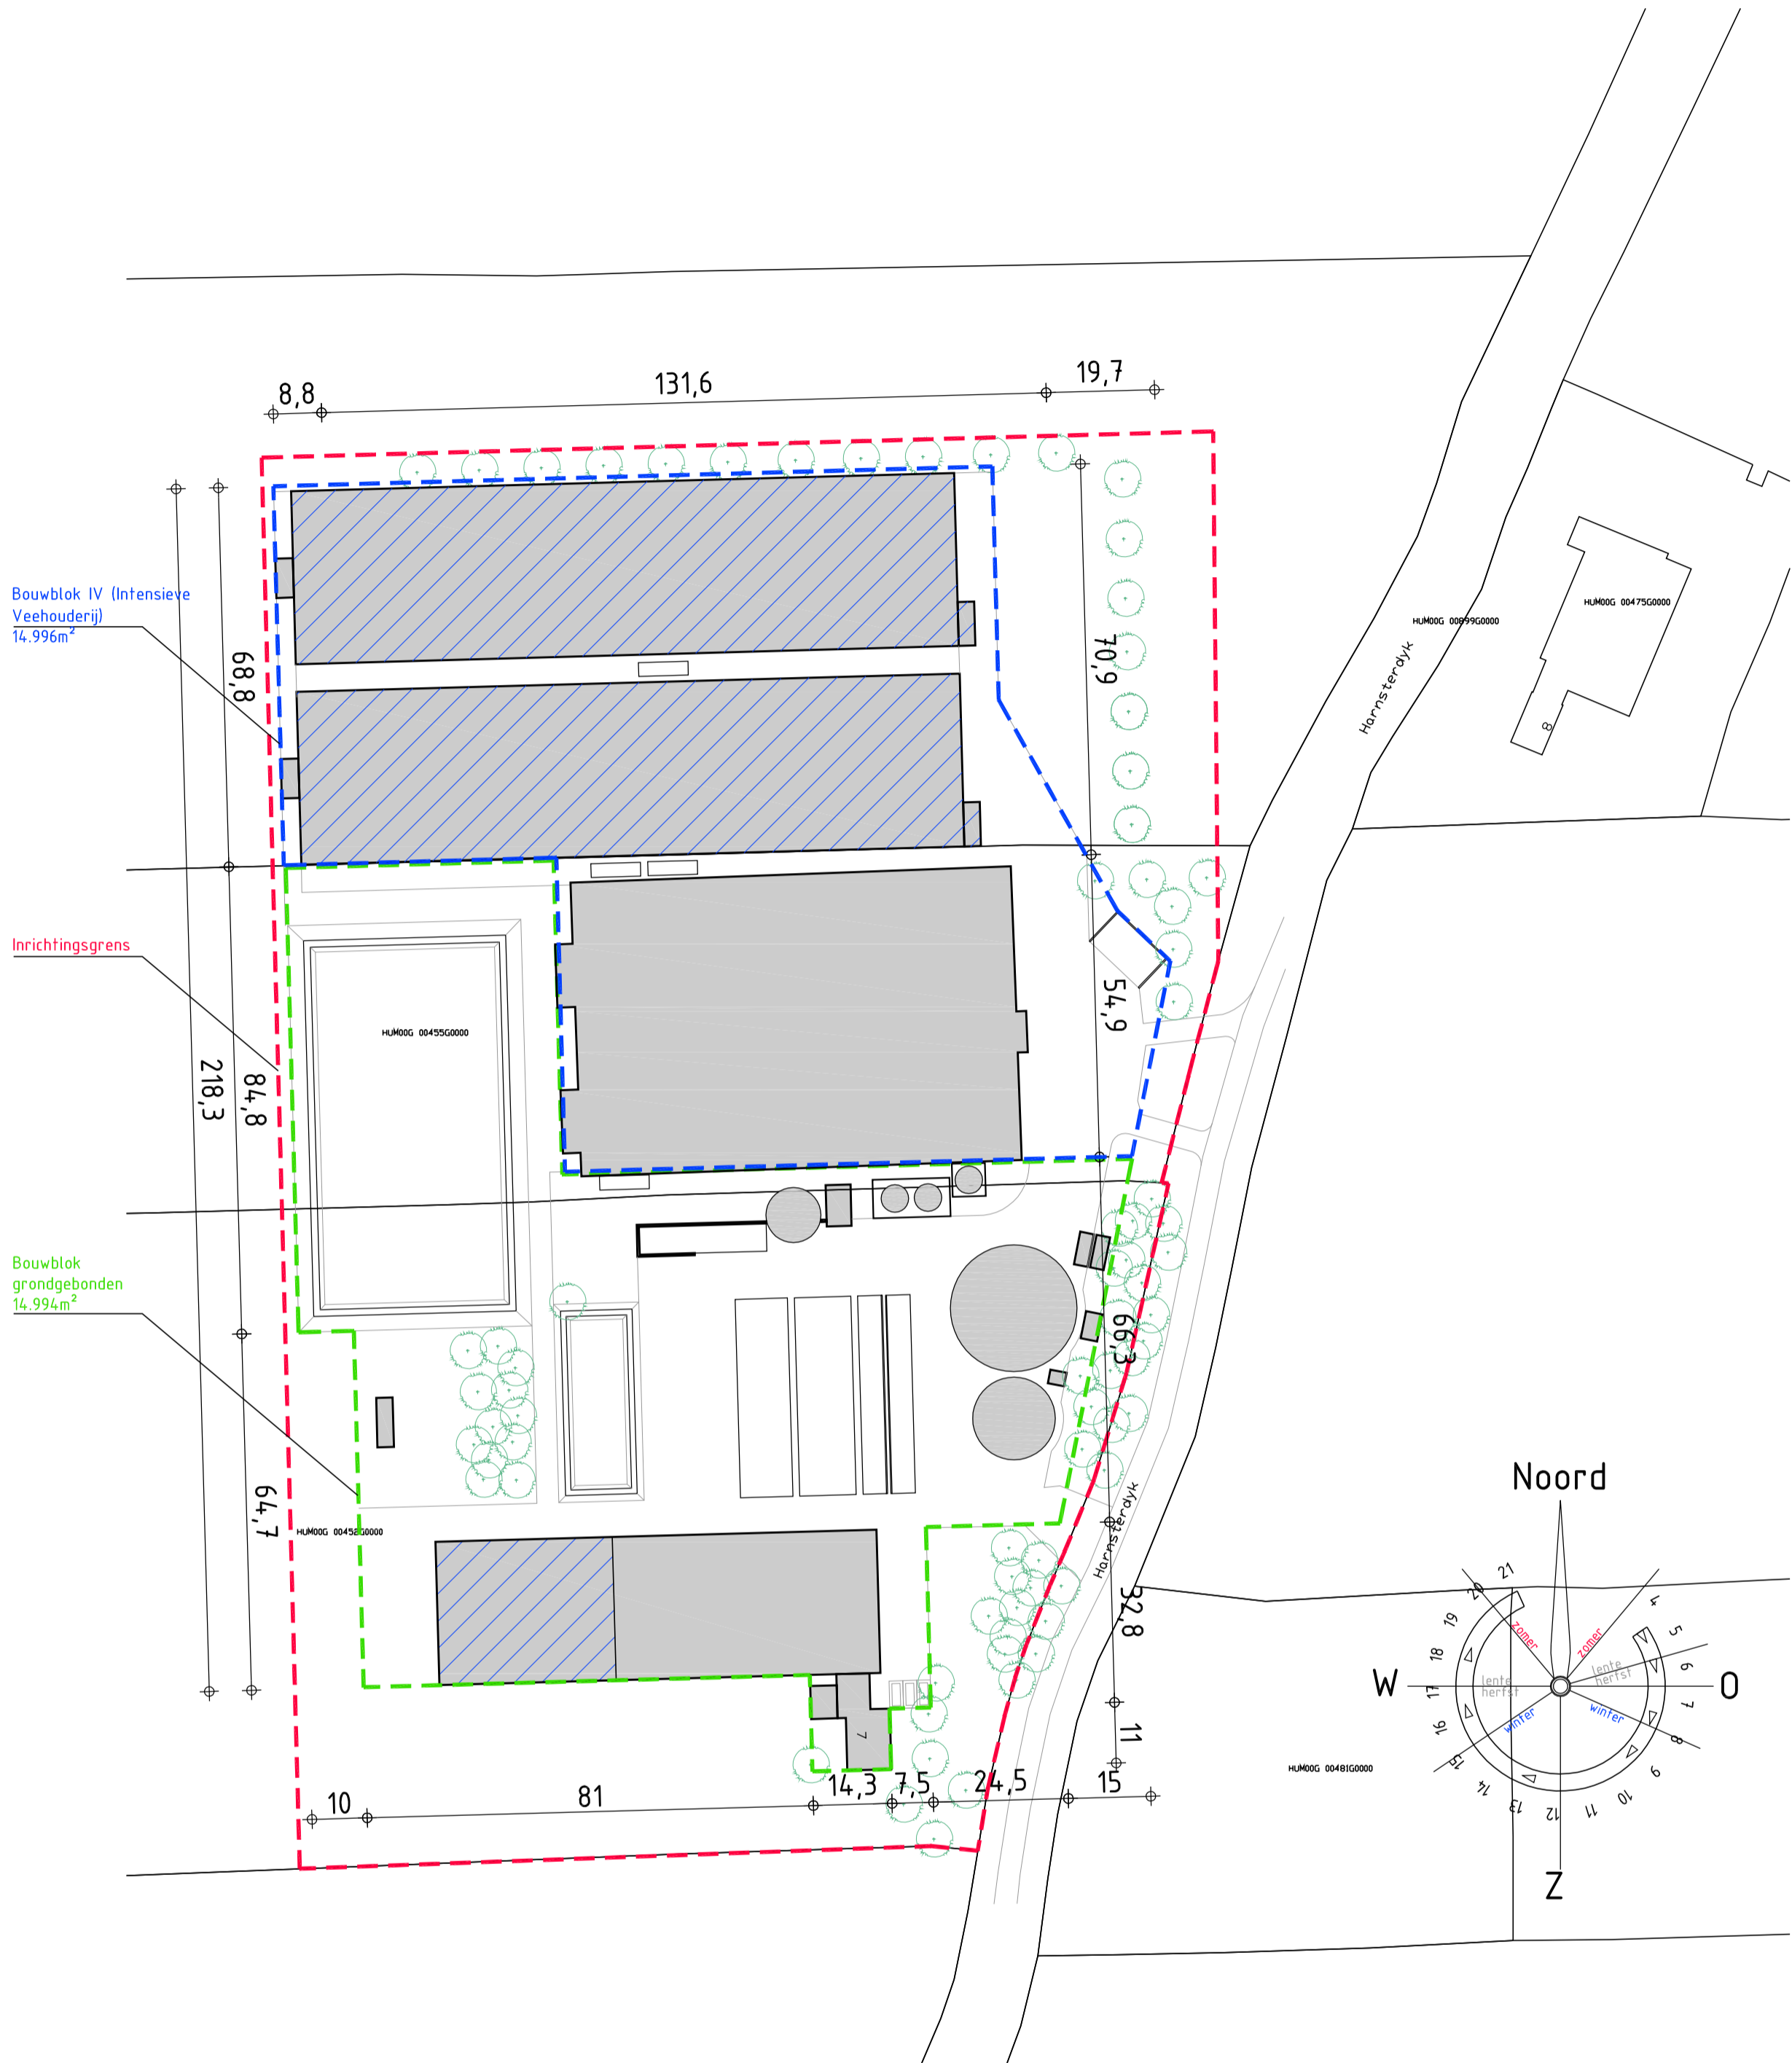 8,8
131,6
19,7
Bouwblok IV (Intensieve
Veehouderij)
14.996m²
68,8
70,9
HUM00G 00475G0000
HUM00G 00899G0000
Harnsterdyk
8
Inrichtingsgrens
HUM00G 00455G0000
54,9
218,3
84,8
Bouwblok
grondgebonden
14.994m²
66,3
64,7
HUM00G 00452G0000
Harnsterdyk
32,8
7
11
10
81
14,3
7,5
24,5
15
HUM00G 00481G0000
Noord
W
O
Z
zomer
zomer
lente
herfst
lente
herfst
winter
winter
4
5
6
7
8
9
10
11
12
13
14
15
16
17
18
19
20
21